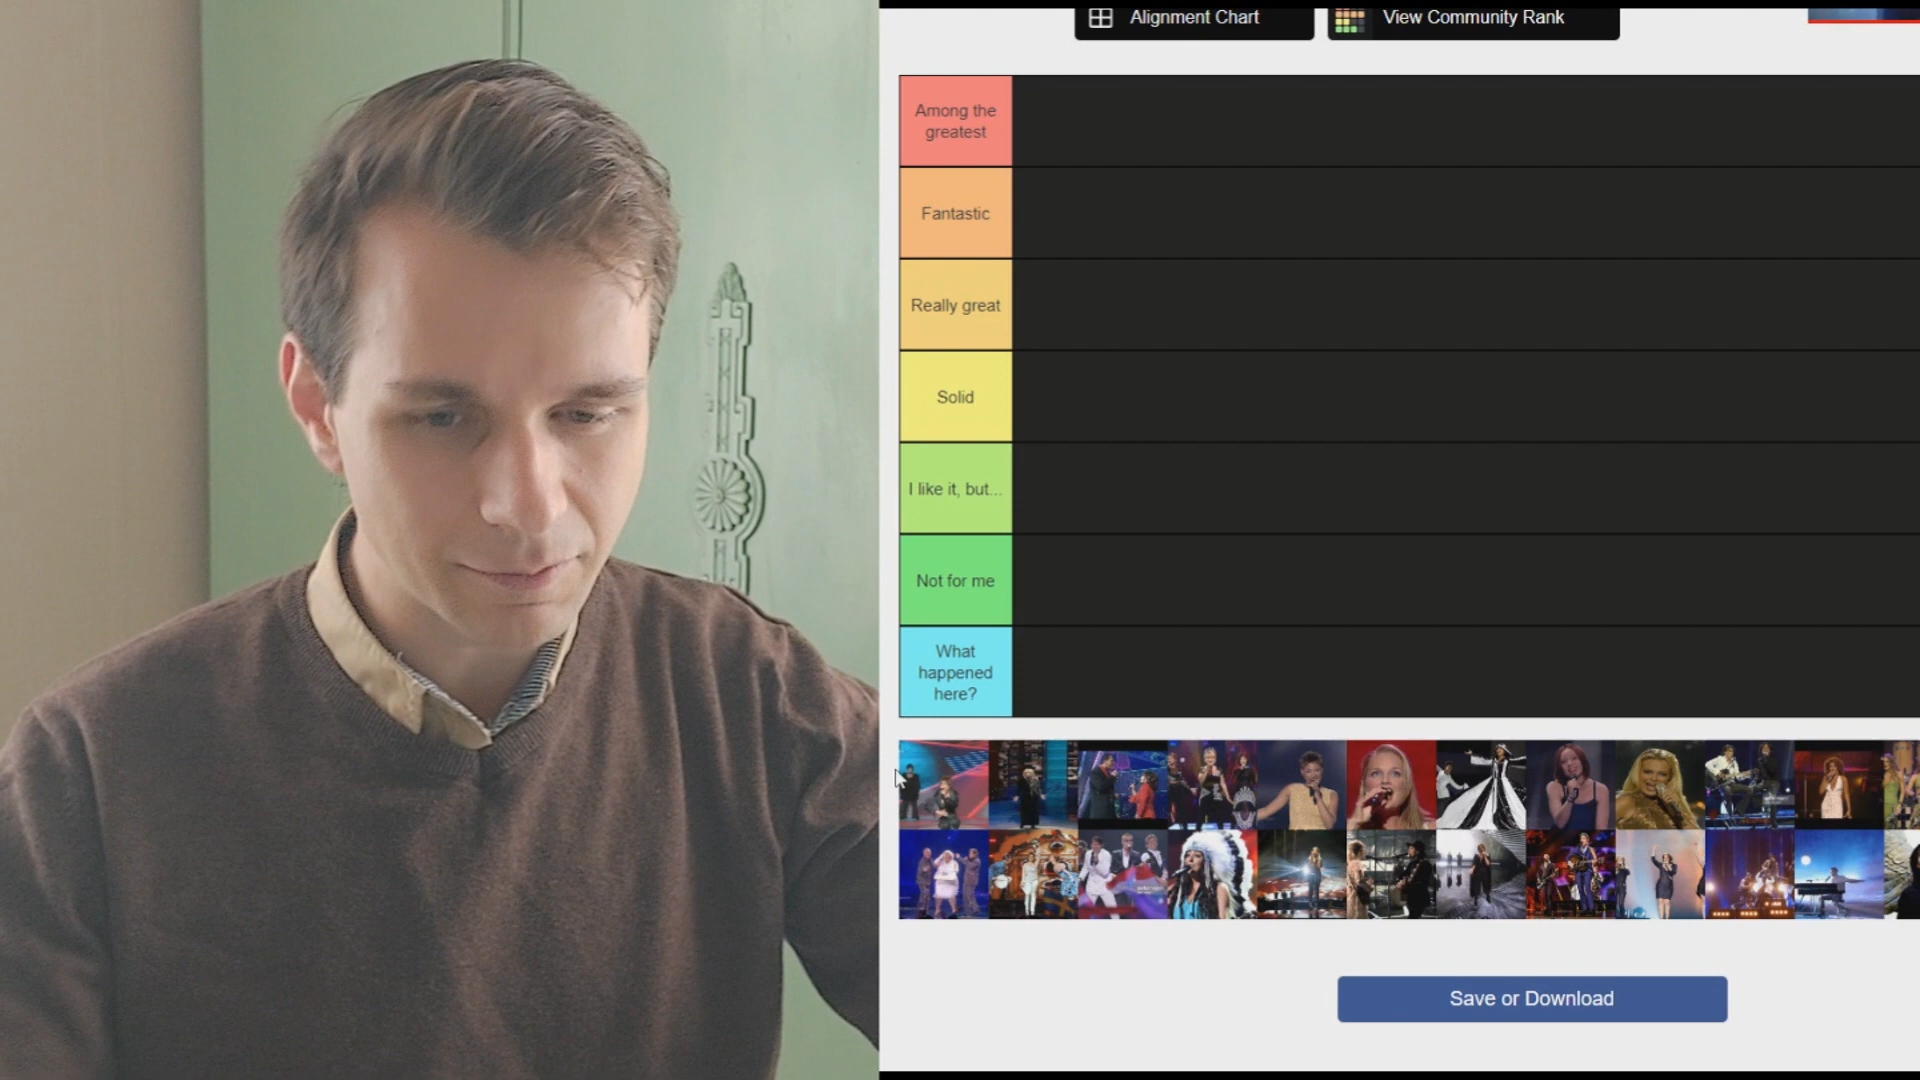 Alignment Chart
View Community Rank
Among the
greatest
Fantastic
Really great
Solid
I like it, but...
Not for me
What
happened
here?
Save or Download